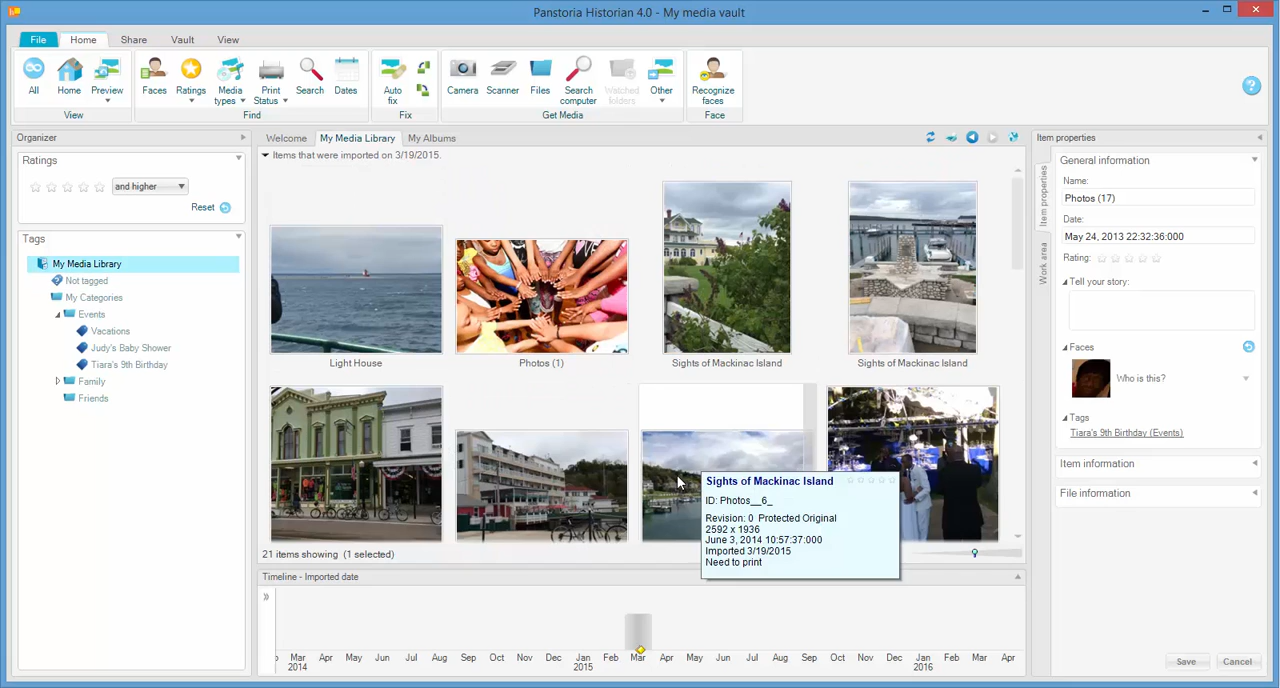 Panstoria Historian 4.0 - My media vault
File Home Share Vault View
All Home Preview Faces Ratings Media types Print Status Search Dates Auto fix Camera Scanner Files Search computer Watched folders Other Recognize faces
View Find Fix Get Media Face
Organizer
Ratings
and higher
Reset
Tags
My Media Library
Not tagged
My Categories
Events
Vacations
Judy's Baby Shower
Tiara's 9th Birthday
Family
Friends
Welcome My Media Library My Albums
Items that were imported on 3/19/2015.
Light House Photos (1) Sights of Mackinac Island Sights of Mackinac Island
Sights of Mackinac Island
ID: Photos__6_
Revision: 0 Protected Original
2592 x 1936
June 3, 2014 10:57:37:000
Imported 3/19/2015
Need to print
21 items showing (1 selected)
Timeline - Imported date
Mar Apr May Jun Jul Aug Sep Oct Nov Dec Jan Feb Mar Apr May Jun Jul Aug Sep Oct Nov Dec Jan Feb Mar Apr
2014 2015 2016
Item properties
Item properties
Work area
General information
Name:
Photos (17)
Date:
May 24, 2013 22:32:36:000
Rating:
Tell your story:
Faces
Who is this?
Tags
Tiara's 9th Birthday (Events)
Item information
File information
Save Cancel